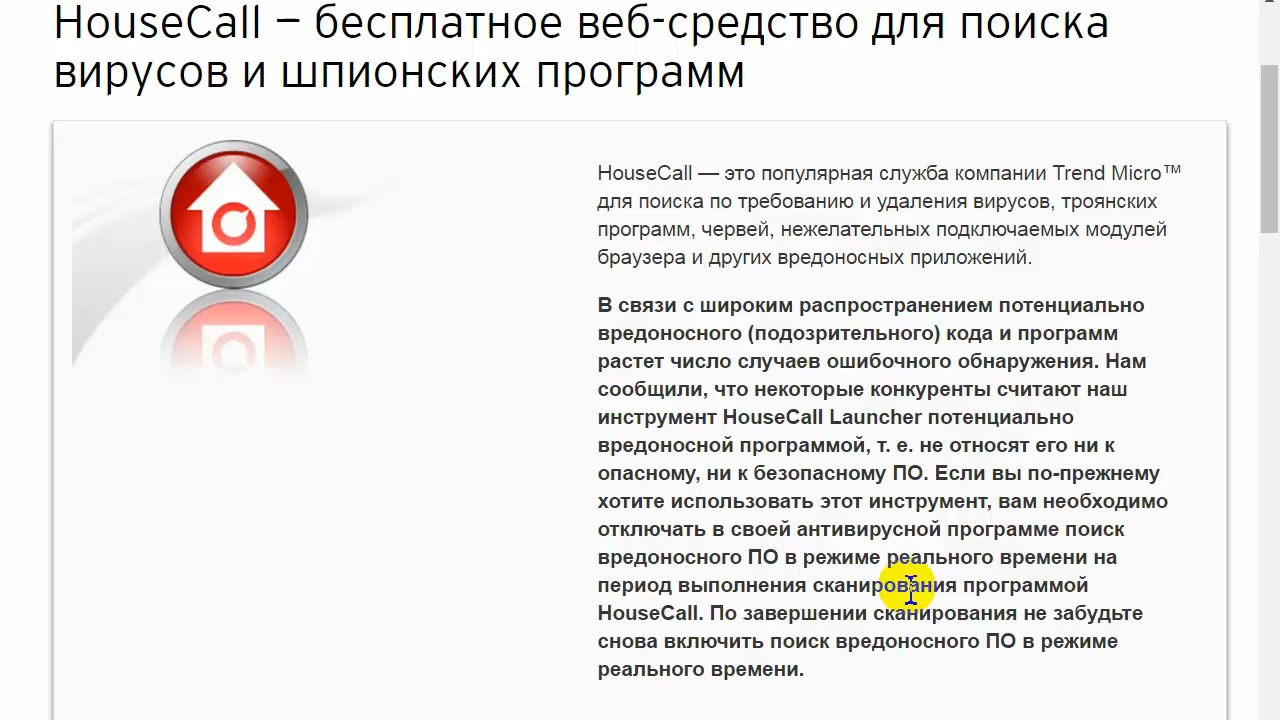 HouseCall – бесплатное веб-средство для поиска
вирусов и шпионских программ
HouseCall — это популярная служба компании Trend Micro™
для поиска по требованию и удаления вирусов, троянских
программ, червей, нежелательных подключаемых модулей
браузера и других вредоносных приложений.
В связи с широким распространением потенциально
вредоносного (подозрительного) кода и программ
растет число случаев ошибочного обнаружения. Нам
сообщили, что некоторые конкуренты считают наш
инструмент HouseCall Launcher потенциально
вредоносной программой, т. е. не относят его ни к
опасному, ни к безопасному ПО. Если вы по-прежнему
хотите использовать этот инструмент, вам необходимо
отключать в своей антивирусной программе поиск
вредоносного ПО в режиме реального времени на
период выполнения сканирования программой
HouseCall. По завершении сканирования не забудьте
снова включить поиск вредоносного ПО в режиме
реального времени.